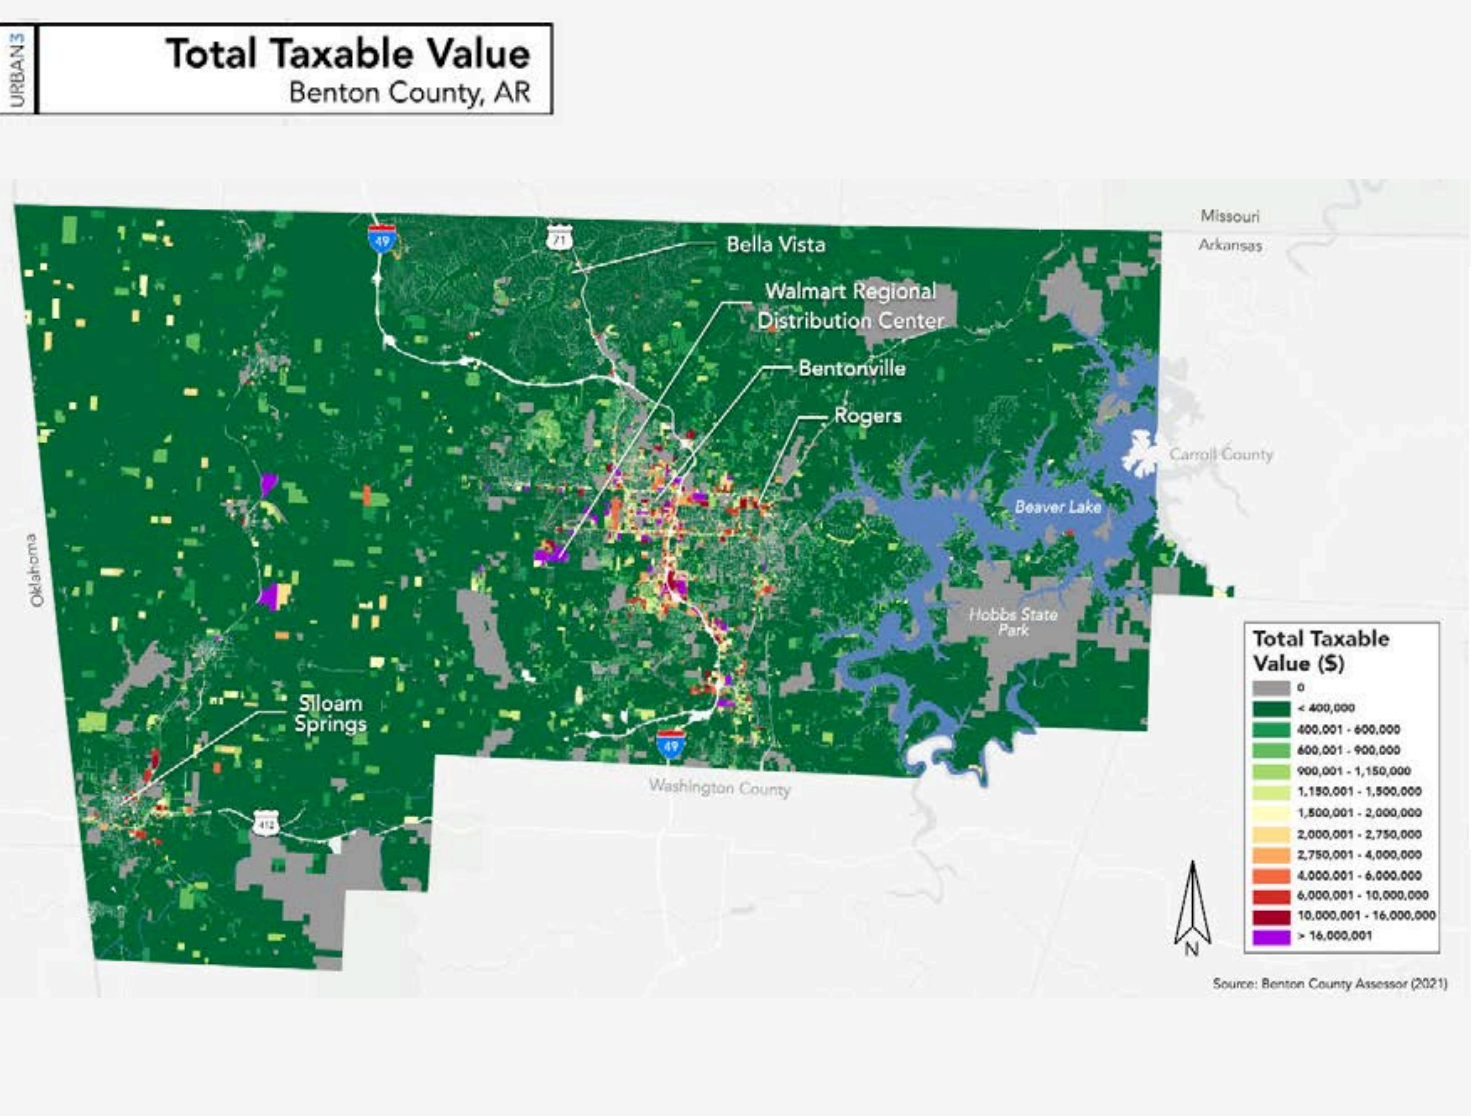 URBAN3
Total Taxable Value
Benton County, AR
Missouri
Arkansas
49
71
Bella Vista
Walmart Regional
Distribution Center
Bentonville
Rogers
Carroll County
Beaver Lake
Oklahoma
Hobbs State
Park
Siloam
Springs
49
Washington County
412
Total Taxable
Value ($)
0
< 400,000
400,001 - 600,000
600,001 - 900,000
900,001 - 1,150,000
1,150,001 - 1,500,000
1,500,001 - 2,000,000
2,000,001 - 2,750,000
2,750,001 - 4,000,000
4,000,001 - 6,000,000
6,000,001 - 10,000,000
10,000,001 - 16,000,000
> 16,000,001
N
Source: Benton County Assessor (2021)